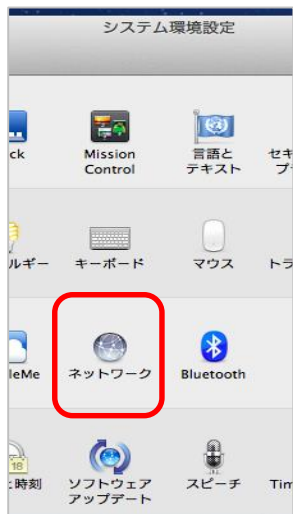 システム環境設定
ck
Mission
Control
言語と
テキスト
セキ
プ
ルギー
キーボード
マウス
トラ
leMe
ネットワーク
Bluetooth
18
:時刻
ソフトウェア
アップデート
スピーチ
Tim